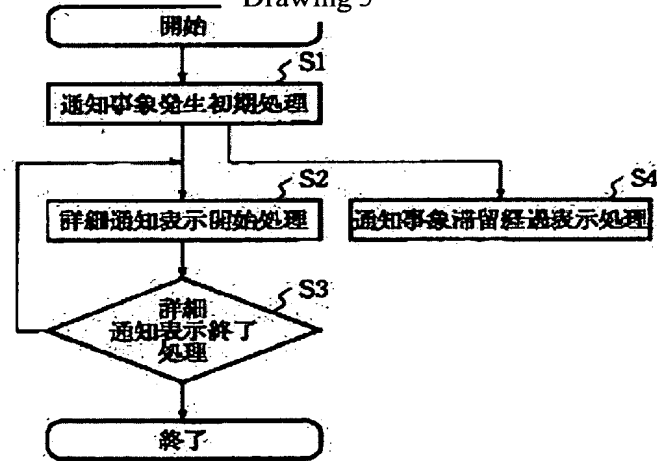 Drawing 5
開始
S1
通知事象発生初期処理
S2
S4
詳細通知表示開始処理
通知事象滞留経過表示処理
S3
詳細
通知表示終了
処理
終了